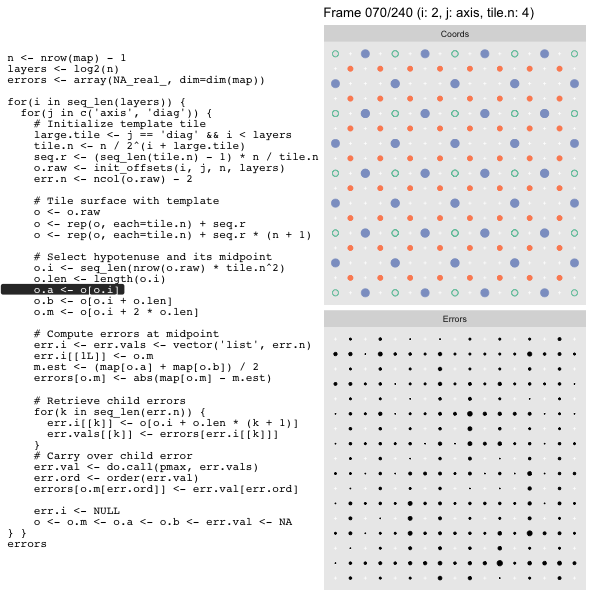 Frame 070/240 (i: 2, j: axis, tile.n: 4)
n <- nrow(map) - 1
layers <- log2(n)
errors <- array(NA_real_, dim=dim(map))
for(i in seq_len(layers)) {
  for(j in c('axis', 'diag')) {
    # Initialize template tile
    large.tile <- j == 'diag' && i < layers
    tile.n <- n / 2^(i + large.tile)
    seq.r <- (seq_len(tile.n) - 1) * n / tile.n
    o.raw <- init_offsets(i, j, n, layers)
    err.n <- ncol(o.raw) - 2
    # Tile surface with template
    o <- o.raw
    o <- rep(o, each=tile.n) + seq.r
    o <- rep(o, each=tile.n) + seq.r * (n + 1)
    # Select hypotenuse and its midpoint
    o.i <- seq_len(nrow(o.raw) * tile.n^2)
    o.len <- length(o.i)
    o.a <- o[o.i]
    o.b <- o[o.i + o.len]
    o.m <- o[o.i + 2 * o.len]
    # Compute errors at midpoint
    err.i <- err.vals <- vector('list', err.n)
    err.i[[1L]] <- o.m
    m.est <- (map[o.a] + map[o.b]) / 2
    errors[o.m] <- abs(map[o.m] - m.est)
    # Retrieve child errors
    for(k in seq_len(err.n)) {
      err.i[[k]] <- o[o.i + o.len * (k + 1)]
      err.vals[[k]] <- errors[err.i[[k]]]
    }
    # Carry over child error
    err.val <- do.call(pmax, err.vals)
    err.ord <- order(err.val)
    errors[o.m[err.ord]] <- err.val[err.ord]
    err.i <- NULL
    o <- o.m <- o.a <- o.b <- err.val <- NA
} }
errors
Coords
Errors